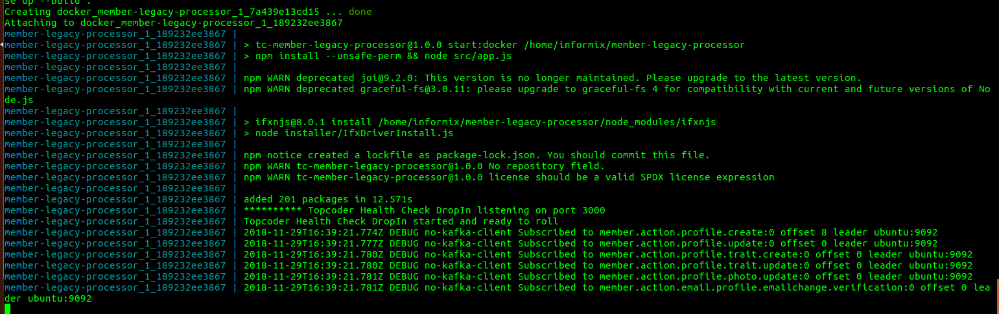 se up --build .
Creating docker_member-legacy-processor_1_7a439e13cd15 ... done
Attaching to docker_member-legacy-processor_1_189232ee3867
member-legacy-processor_1_189232ee3867 |
member-legacy-processor_1_189232ee3867 | > tc-member-legacy-processor@1.0.0 start:docker /home/informix/member-legacy-processor
member-legacy-processor_1_189232ee3867 | > npm install --unsafe-perm && node src/app.js
member-legacy-processor_1_189232ee3867 |
member-legacy-processor_1_189232ee3867 | npm WARN deprecated joi@9.2.0: This version is no longer maintained. Please upgrade to the latest version.
member-legacy-processor_1_189232ee3867 | npm WARN deprecated graceful-fs@3.0.11: please upgrade to graceful-fs 4 for compatibility with current and future versions of No
de.js
member-legacy-processor_1_189232ee3867 |
member-legacy-processor_1_189232ee3867 | > ifxnjs@8.0.1 install /home/informix/member-legacy-processor/node_modules/ifxnjs
member-legacy-processor_1_189232ee3867 | > node installer/IfxDriverInstall.js
member-legacy-processor_1_189232ee3867 |
member-legacy-processor_1_189232ee3867 | npm notice created a lockfile as package-lock.json. You should commit this file.
member-legacy-processor_1_189232ee3867 | npm WARN tc-member-legacy-processor@1.0.0 No repository field.
member-legacy-processor_1_189232ee3867 | npm WARN tc-member-legacy-processor@1.0.0 license should be a valid SPDX license expression
member-legacy-processor_1_189232ee3867 |
member-legacy-processor_1_189232ee3867 | added 201 packages in 12.571s
member-legacy-processor_1_189232ee3867 | ********** Topcoder Health Check DropIn listening on port 3000
member-legacy-processor_1_189232ee3867 | Topcoder Health Check DropIn started and ready to roll
member-legacy-processor_1_189232ee3867 | 2018-11-29T16:39:21.774Z DEBUG no-kafka-client Subscribed to member.action.profile.create:0 offset 8 leader ubuntu:9092
member-legacy-processor_1_189232ee3867 | 2018-11-29T16:39:21.777Z DEBUG no-kafka-client Subscribed to member.action.profile.update:0 offset 0 leader ubuntu:9092
member-legacy-processor_1_189232ee3867 | 2018-11-29T16:39:21.780Z DEBUG no-kafka-client Subscribed to member.action.profile.trait.create:0 offset 0 leader ubuntu:9092
member-legacy-processor_1_189232ee3867 | 2018-11-29T16:39:21.780Z DEBUG no-kafka-client Subscribed to member.action.profile.trait.update:0 offset 0 leader ubuntu:9092
member-legacy-processor_1_189232ee3867 | 2018-11-29T16:39:21.781Z DEBUG no-kafka-client Subscribed to member.action.profile.photo.update:0 offset 0 leader ubuntu:9092
member-legacy-processor_1_189232ee3867 | 2018-11-29T16:39:21.781Z DEBUG no-kafka-client Subscribed to member.action.email.profile.emailchange.verification:0 offset 0 lea
der ubuntu:9092